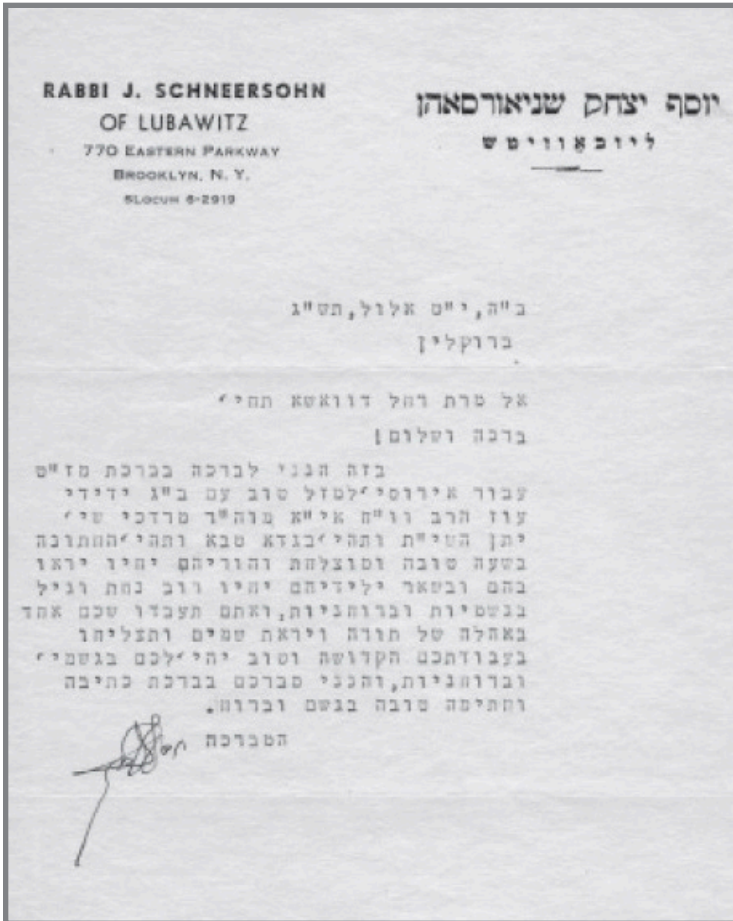 RABBI J. SCHNEERSOHN
OF LUBAWITZ
770 EASTERN PARKWAY
BROOKLYN, N. Y.
SLOCUM 6-2919
יוסף יצחק שניאורסאהן
ליובאוויטש
ב"ה, י"ט אלול, תש"ג
ברוקלין
אל מרת רחל דוואשא תחי'
ברכה ושלום!
בזה הנני לברכה בברכת מז"ט
עבור אירוסי' למזל טוב עם ב"ג ידידי
עוז הרב וו"ח אי"א מוה"ר מרדכי שי'
יתן השי"ת ותהי' בגדא טבא ותהי' החתונה
בשעה טובה ומוצלחת והוריהם יחיו יראו
בהם ובשאר ילידיהם יחיו רוב נחת וגיל
בגשמיות וברוחניות, ואתם תעבדו שכם אחד
באהלה של תורה ויראת שמים ותצליחו
בעבודתכם הקדושה וטוב יהי' לכם בגשמי'
וברוחניות, והנני מברכם בברכת כתיבה
וחתימה טובה בגשם וברוח.
המברכה